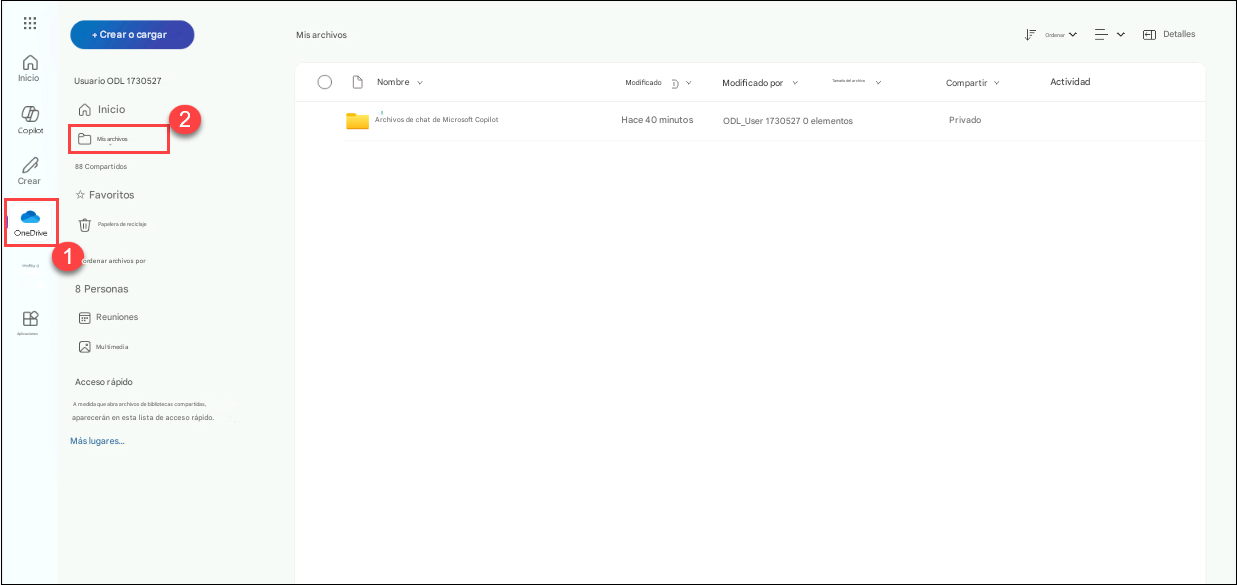 + Crear o cargar
Mis archivos
Ordenar
Detalles
Inicio
Copilot
Crear
OneDrive
1
Aplicaciones
Usuario ODL 1730527
Inicio
Mis archivos
2
88 Compartidos
Favoritos
Papelera de reciclaje
ordenar archivos por
8 Personas
Reuniones
Multimedia
Acceso rápido
A medida que abra archivos de bibliotecas compartidas,
aparecerán en esta lista de acceso rápido.
Más lugares...
Nombre Modificado Modificado por Tamaño del archivo Compartir Actividad
Archivos de chat de Microsoft Copilot Hace 40 minutos ODL_User 1730527 0 elementos Privado